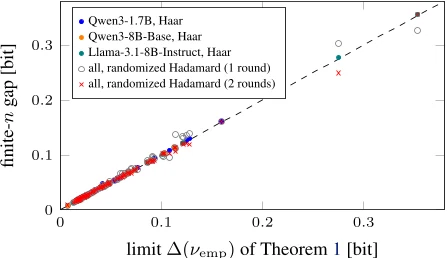 Qwen3-1.7B, Haar
Qwen3-8B-Base, Haar
Llama-3.1-8B-Instruct, Haar
all, randomized Hadamard (1 round)
all, randomized Hadamard (2 rounds)
finite-n gap [bit]
0.3
0.2
0.1
0
0 0.1 0.2 0.3
limit Δ(νemp) of Theorem 1 [bit]